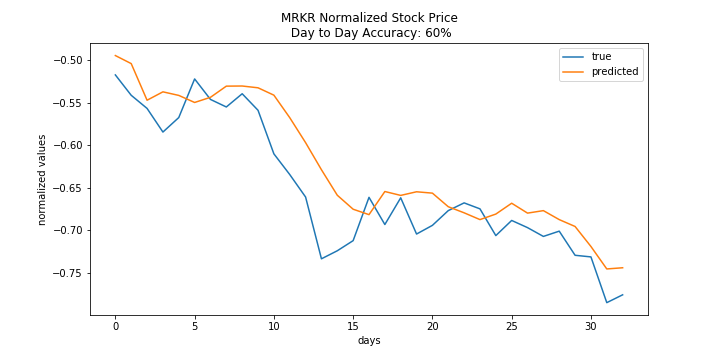 MRKR Normalized Stock Price
Day to Day Accuracy: 60%
true
predicted
normalized values
−0.50
−0.55
−0.60
−0.65
−0.70
−0.75
0
5
10
15
20
25
30
days